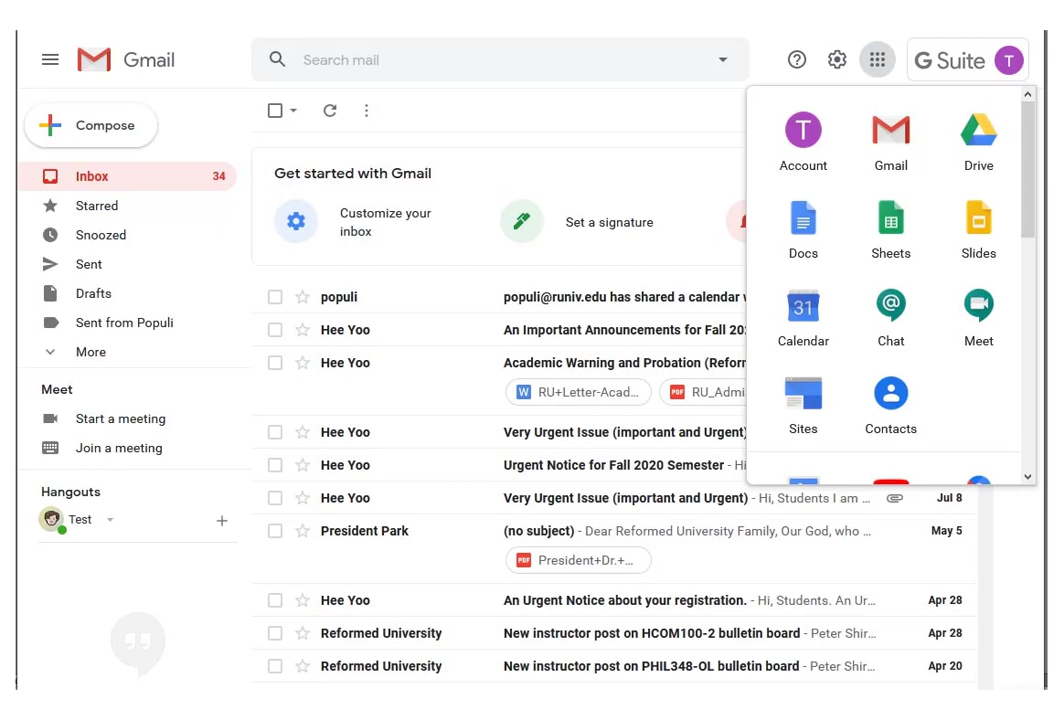 Gmail
Search mail
G Suite T
Compose
Inbox 34
Starred
Snoozed
Sent
Drafts
Sent from Populi
More
Meet
Start a meeting
Join a meeting
Hangouts
Test
Get started with Gmail
Customize your
inbox
Set a signature
populi populi@runiv.edu has shared a calendar
Hee Yoo An Important Announcements for Fall
Hee Yoo Academic Warning and Probation
W RU+Letter-Acad... PDF RU_Admi
Hee Yoo Very Urgent Issue (important and Urgent)
Hee Yoo Urgent Notice for Fall 2020 Semester - Hi
Hee Yoo Very Urgent Issue (important and Urgent) - Hi, Students I am ... Jul 8
President Park (no subject) - Dear Reformed University Family, Our God, who ... May 5
PDF President+Dr.+...
Hee Yoo An Urgent Notice about your registration. - Hi, Students. An Ur... Apr 28
Reformed University New instructor post on HCOM100-2 bulletin board - Peter Shir... Apr 28
Reformed University New instructor post on PHIL348-OL bulletin board - Peter Shir... Apr 20
T
Account Gmail Drive
Docs Sheets Slides
31
Calendar Chat Meet
Sites Contacts